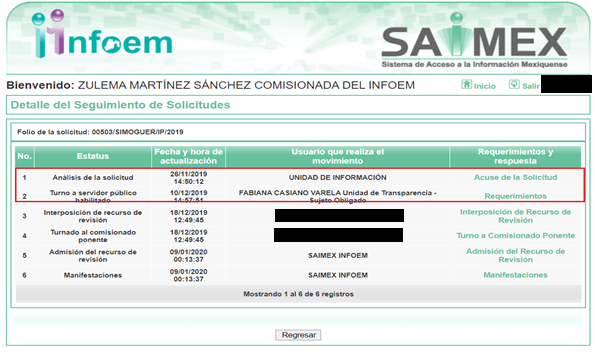 infoem
SAIMEX
Sistema de Acceso a la Información Mexiquense
Bienvenido: ZULEMA MARTÍNEZ SÁNCHEZ COMISIONADA DEL INFOEM
Inicio
Salir
Detalle del Seguimiento de Solicitudes
Folio de la solicitud: 00503/SIMOGUER/IP/2019
No. Estatus Fecha y hora de actualización Usuario que realiza el movimiento Requerimientos y respuesta
1 Análisis de la solicitud 26/11/2019 14:50:12 UNIDAD DE INFORMACIÓN Acuse de la Solicitud
2 Turno a servidor público habilitado 10/12/2019 14:57:51 FABIANA CASIANO VARELA Unidad de Transparencia - Sujeto Obligado Requerimientos
3 Interposición de recurso de revisión 18/12/2019 12:49:45 Interposición de Recurso de Revisión
4 Turnado al comisionado ponente 18/12/2019 12:49:45 Turno a Comisionado Ponente
5 Admisión del recurso de revisión 09/01/2020 00:13:37 SAIMEX INFOEM Admisión del Recurso de Revisión
6 Manifestaciones 09/01/2020 00:13:37 SAIMEX INFOEM Manifestaciones
Mostrando 1 al 6 de 6 registros
Regresar